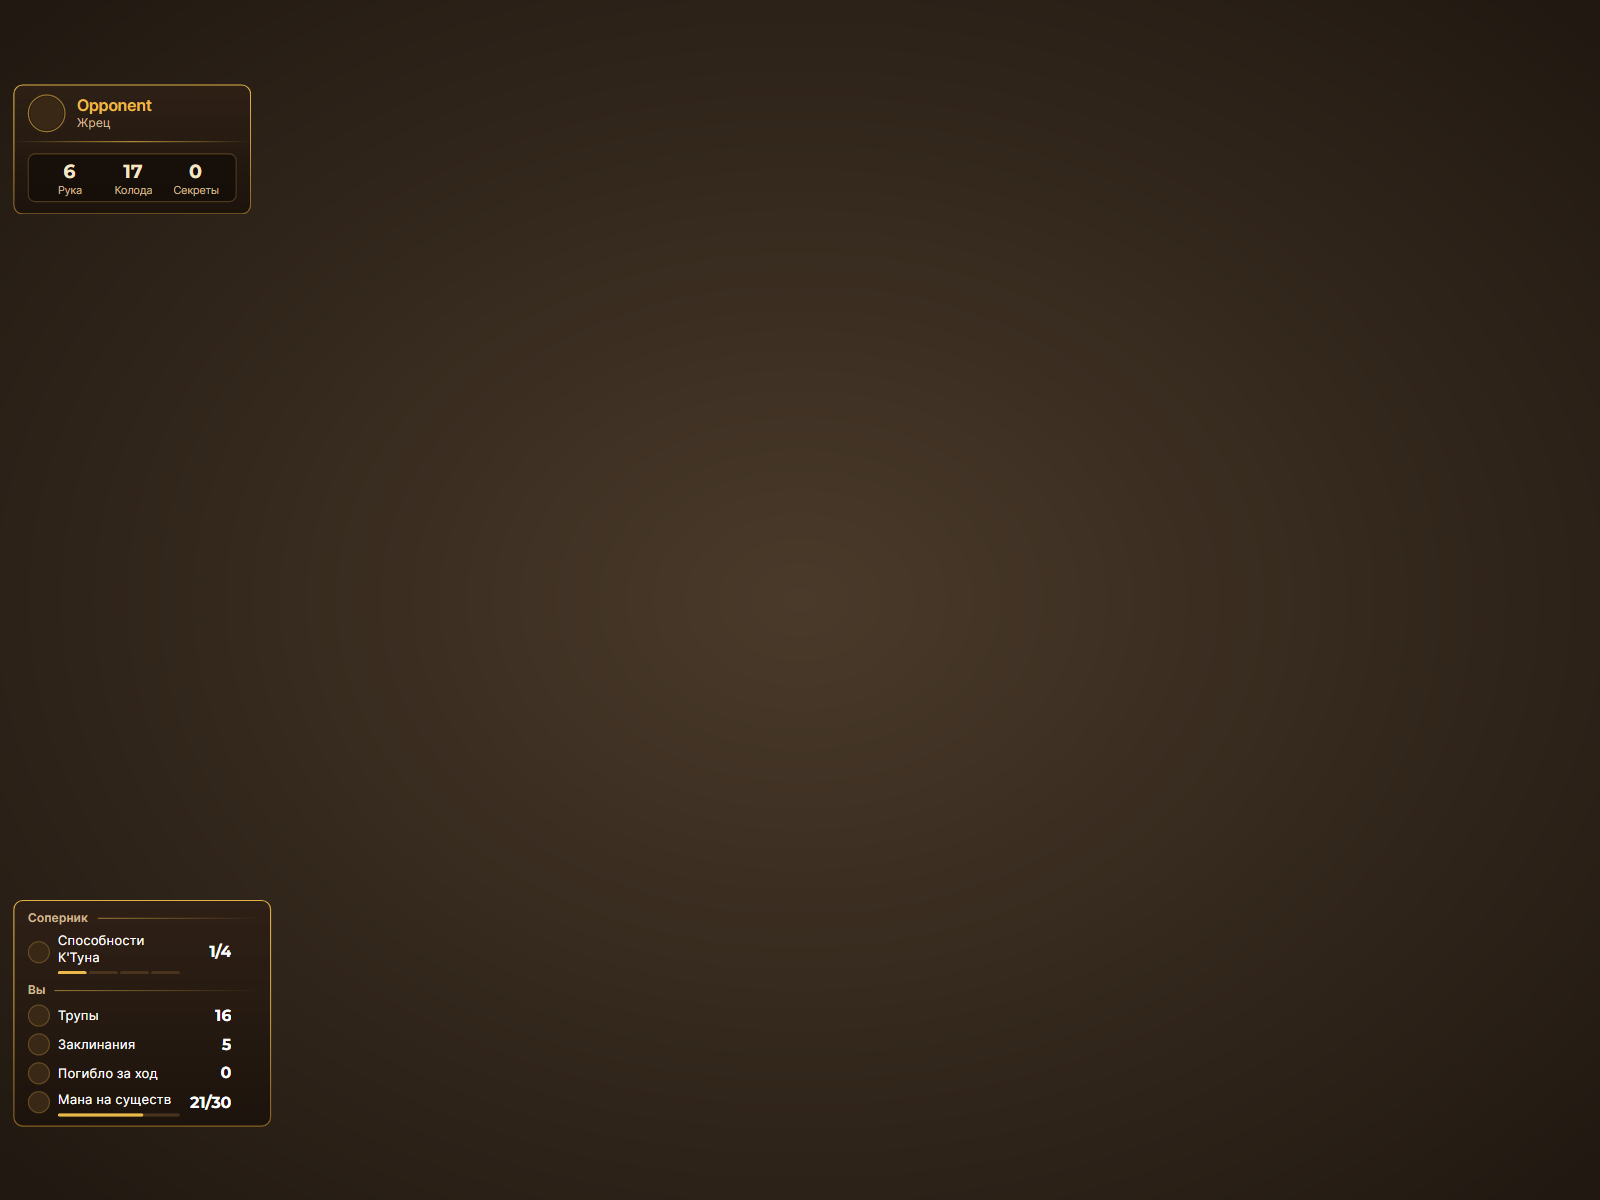 Opponent
Жрец
6 17 0
Рука Колода Секреты
Соперник
Способности
К'Туна 1/4
Вы
Трупы 16
Заклинания 5
Погибло за ход 0
Мана на существ 21/30